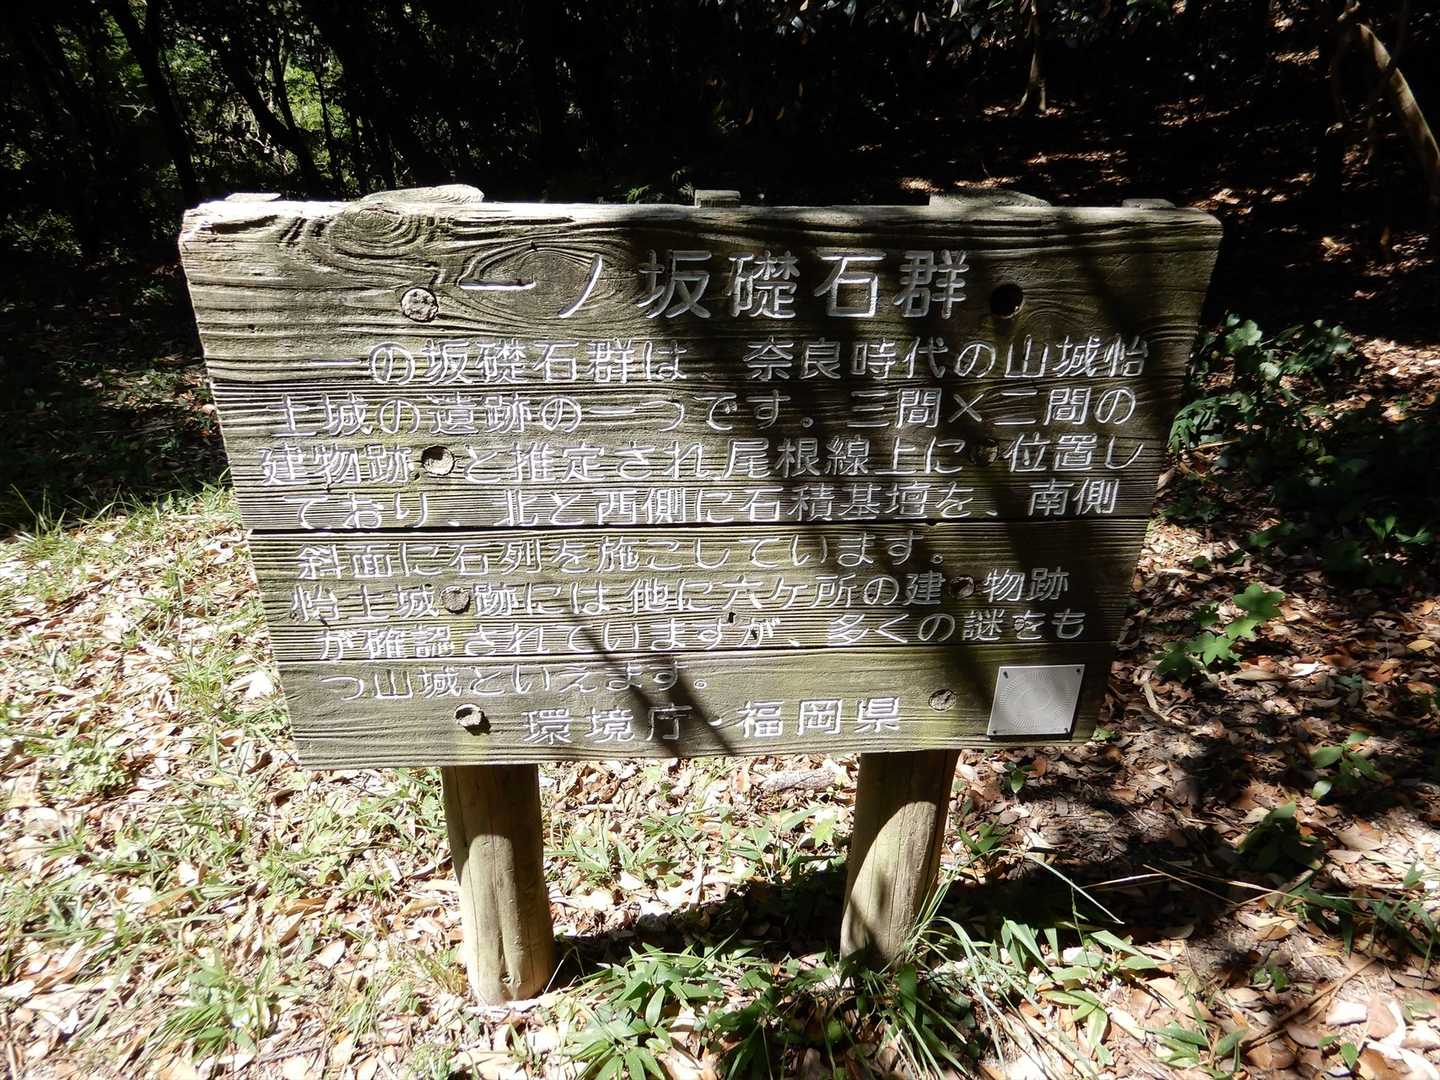 一ノ坂礎石群
一の坂礎石群は、奈良時代の山城怡
土城の遺跡の一つです。三間×二間の
建物跡と推定され尾根線上に位置し
ており、北と西側に石積基壇を、南側
斜面に石列を施こしています。
怡土城跡には他に六ケ所の建物跡
が確認されていますが、多くの謎をも
つ山城といえます。
環境庁・福岡県